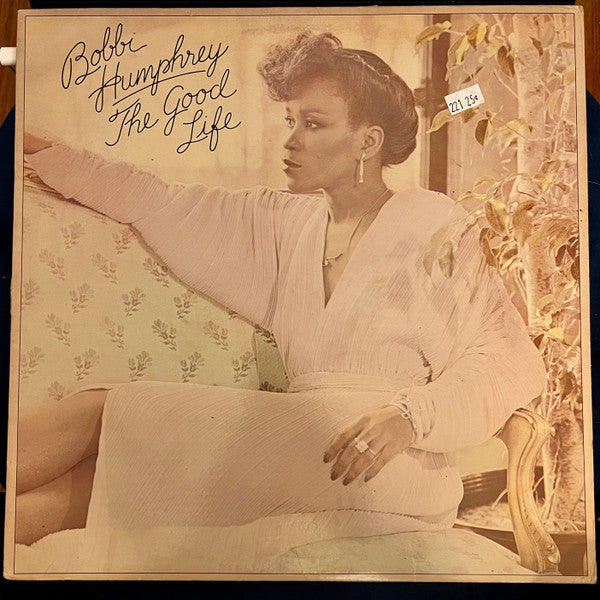 Bobbi
Humphrey
The Good
Life
221 25¢